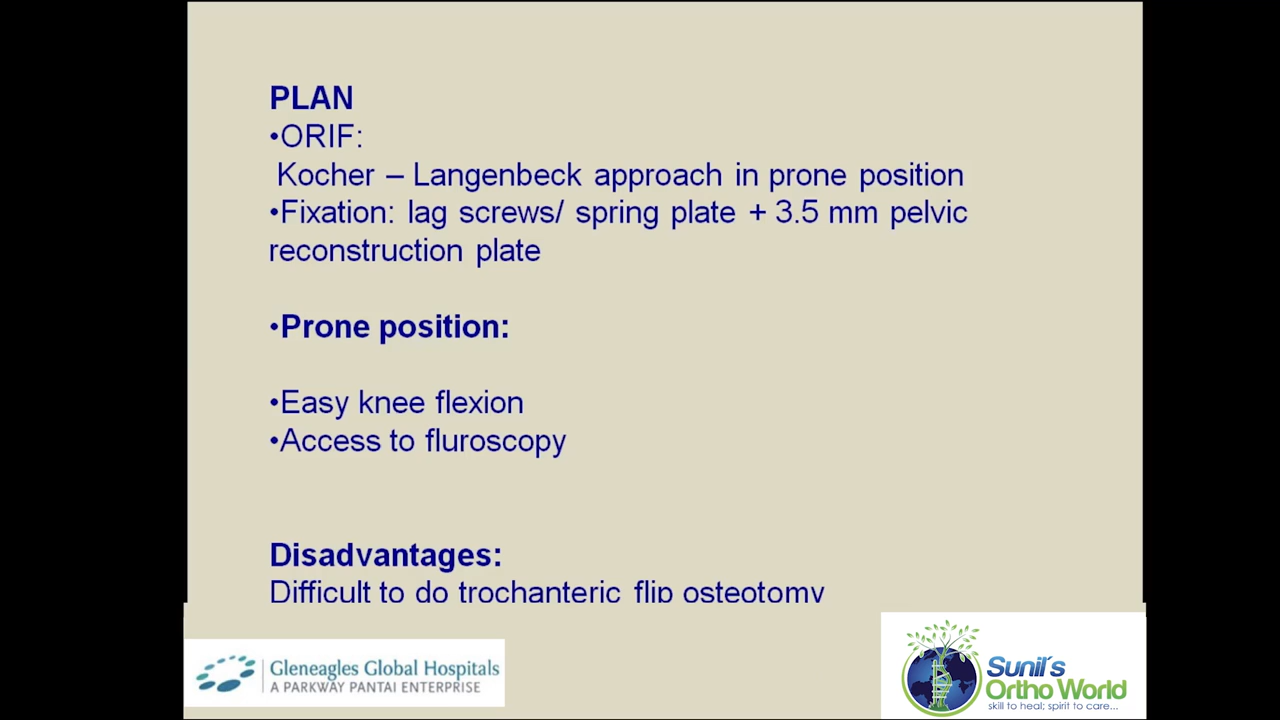 PLAN
•ORIF:
Kocher – Langenbeck approach in prone position
•Fixation: lag screws/ spring plate + 3.5 mm pelvic
reconstruction plate
•Prone position:
•Easy knee flexion
•Access to fluroscopy
Disadvantages:
Difficult to do trochanteric flip osteotomy
Gleneagles Global Hospitals
A PARKWAY PANTAI ENTERPRISE
Sunil's
Ortho World
skill to heal; spirit to care...